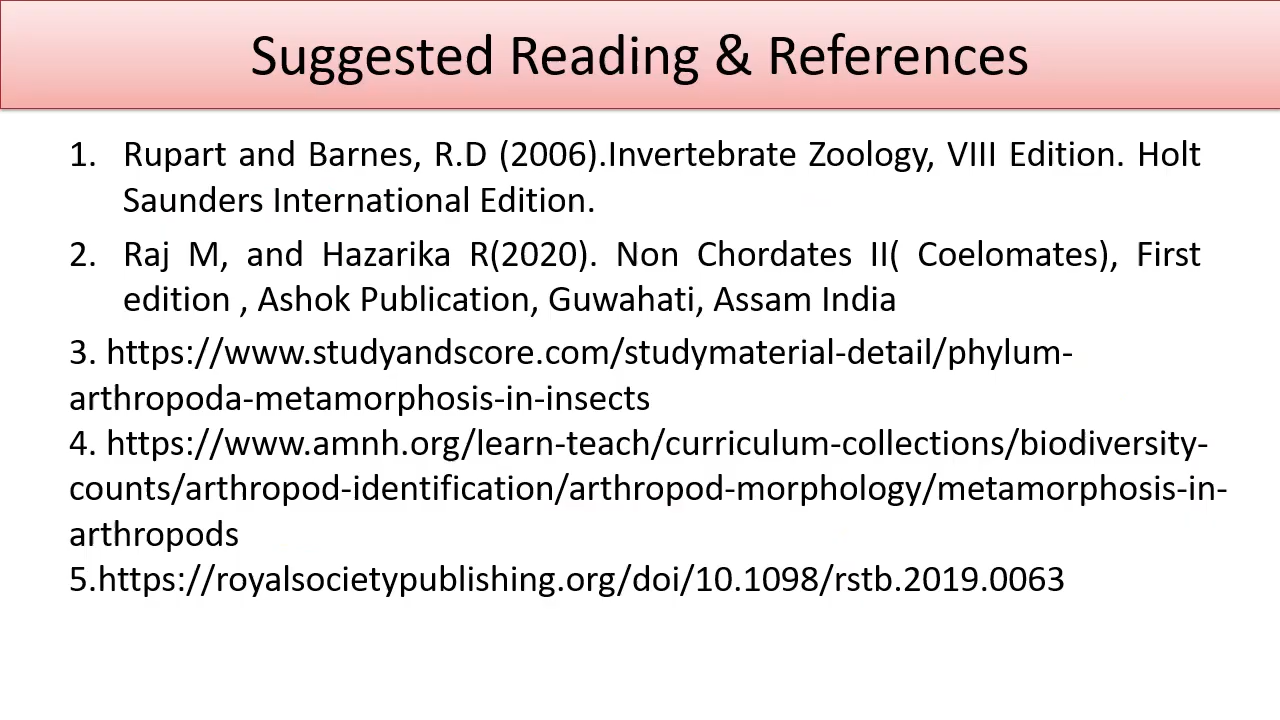 Suggested Reading & References
1. Rupart and Barnes, R.D (2006).Invertebrate Zoology, VIII Edition. Holt
Saunders International Edition.
2. Raj M, and Hazarika R(2020). Non Chordates II( Coelomates), First
edition , Ashok Publication, Guwahati, Assam India
3. https://www.studyandscore.com/studymaterial-detail/phylum-
arthropoda-metamorphosis-in-insects
4. https://www.amnh.org/learn-teach/curriculum-collections/biodiversity-
counts/arthropod-identification/arthropod-morphology/metamorphosis-in-
arthropods
5.https://royalsocietypublishing.org/doi/10.1098/rstb.2019.0063